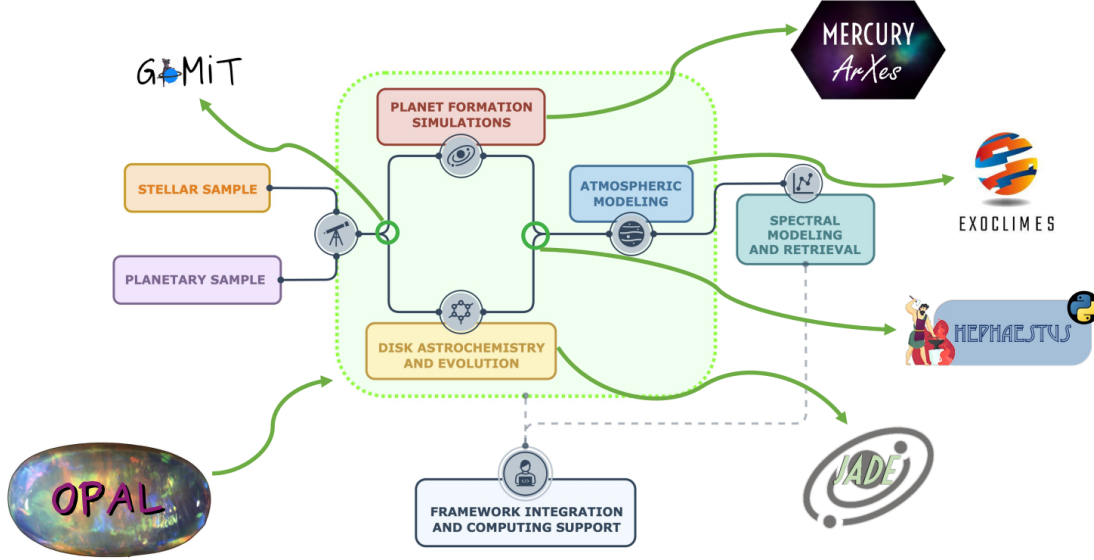 MERCURY
ArXes
GOMiT
PLANET FORMATION
SIMULATIONS
STELLAR SAMPLE
ATMOSPHERIC
MODELING
SPECTRAL
MODELING
AND RETRIEVAL
EXOCLIMES
PLANETARY SAMPLE
HEPHAESTUS
DISK ASTROCHEMISTRY
AND EVOLUTION
JADE
OPAL
FRAMEWORK INTEGRATION
AND COMPUTING SUPPORT